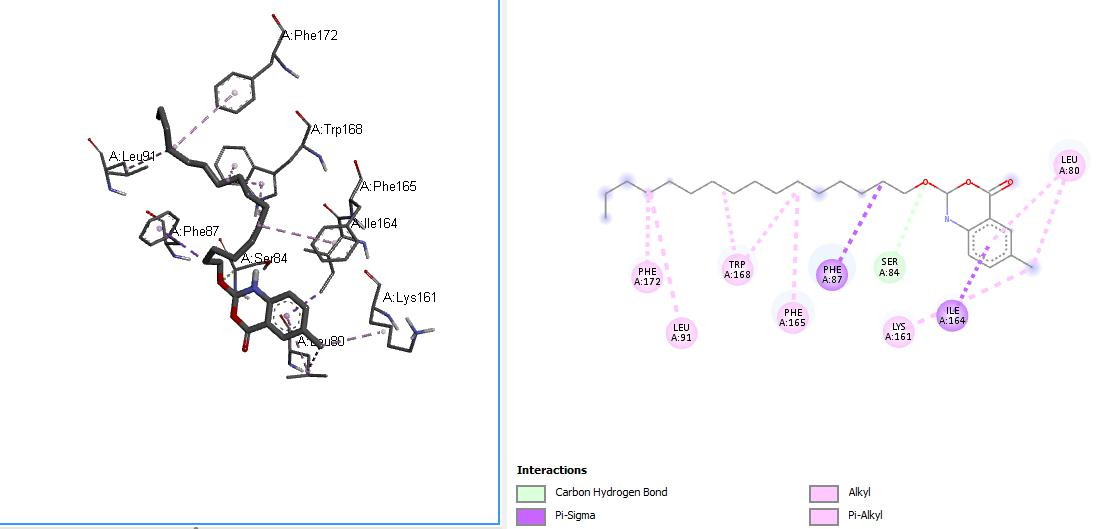 A:Phe172
A:Trp168
A:Leu91
A:Phe165
A:Ile164
A:Phe87
A:Ser84
A:Lys161
A:Leu80
LEU
A:80
O
O
O
N
PHE
A:172
TRP
A:168
PHE
A:87
SER
A:84
LEU
A:91
PHE
A:165
LYS
A:161
ILE
A:164
Interactions
Carbon Hydrogen Bond
Pi-Sigma
Alkyl
Pi-Alkyl